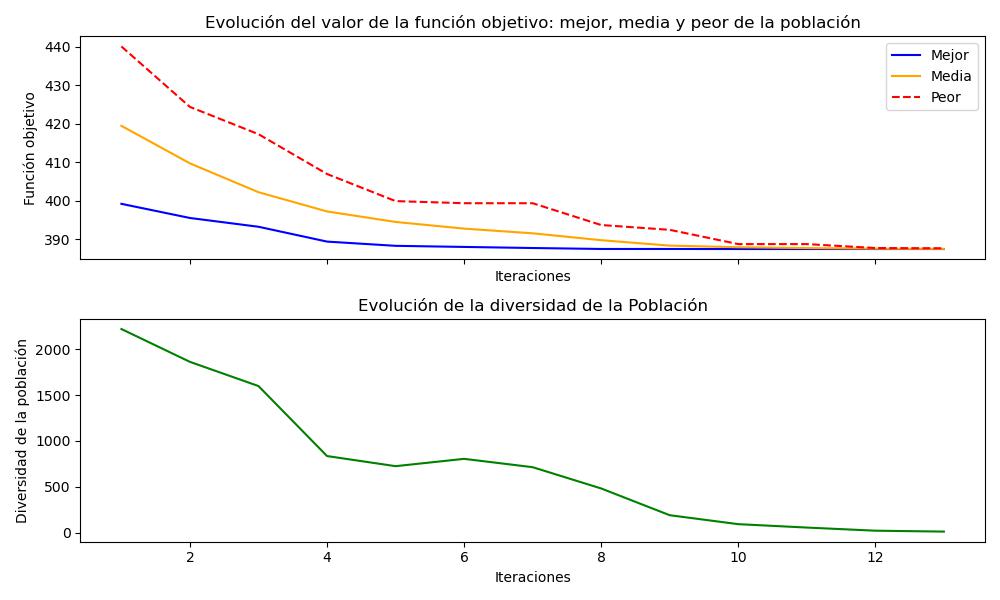 Evolución del valor de la función objetivo: mejor, media y peor de la población
Función objetivo
440
430
420
410
400
390
Mejor
Media
Peor
Iteraciones
Evolución de la diversidad de la Población
Diversidad de la población
2000
1500
1000
500
0
2 4 6 8 10 12
Iteraciones